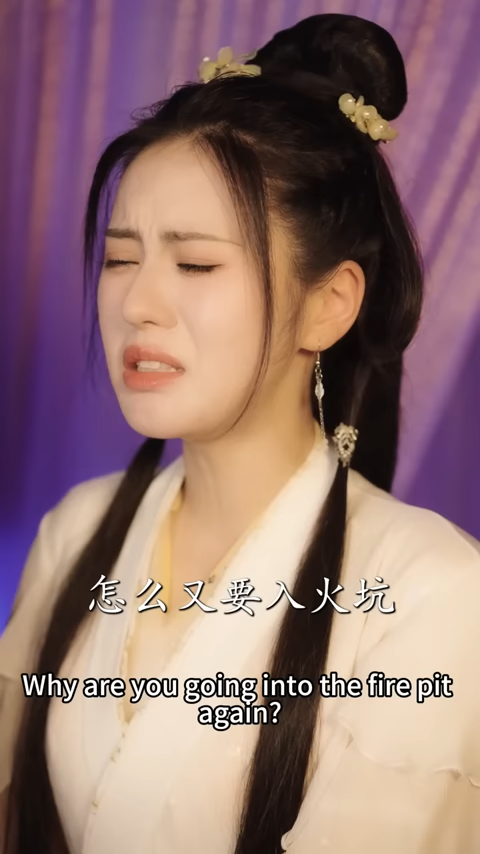 怎么又要入火坑
Why are you going into the fire pit
again?